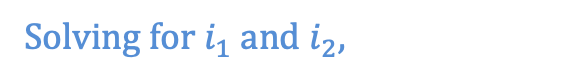 Solving for i₁ and i₂,